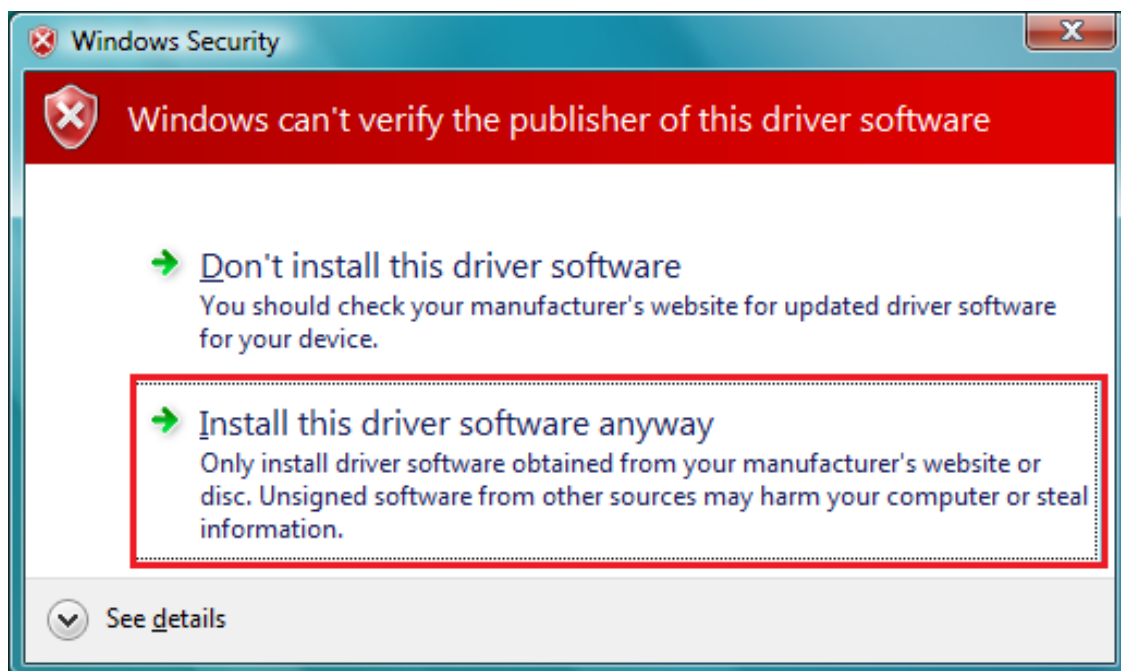 Windows Security
Windows can't verify the publisher of this driver software
Don't install this driver software
You should check your manufacturer's website for updated driver software
for your device.
Install this driver software anyway
Only install driver software obtained from your manufacturer's website or
disc. Unsigned software from other sources may harm your computer or steal
information.
See details